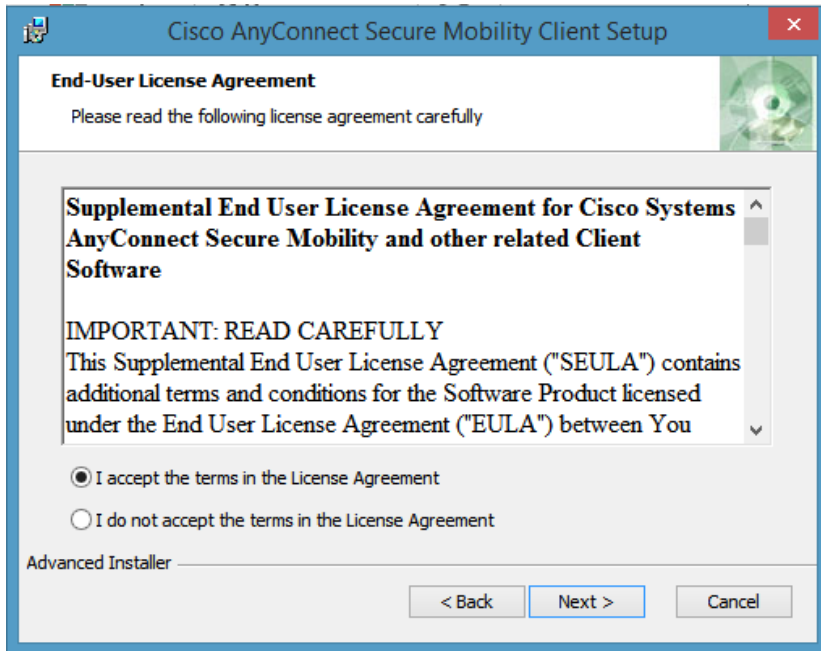 Cisco AnyConnect Secure Mobility Client Setup
End-User License Agreement
Please read the following license agreement carefully
Supplemental End User License Agreement for Cisco Systems
AnyConnect Secure Mobility and other related Client
Software
IMPORTANT: READ CAREFULLY
This Supplemental End User License Agreement ("SEULA") contains
additional terms and conditions for the Software Product licensed
under the End User License Agreement ("EULA") between You
I accept the terms in the License Agreement
I do not accept the terms in the License Agreement
Advanced Installer
< Back Next > Cancel